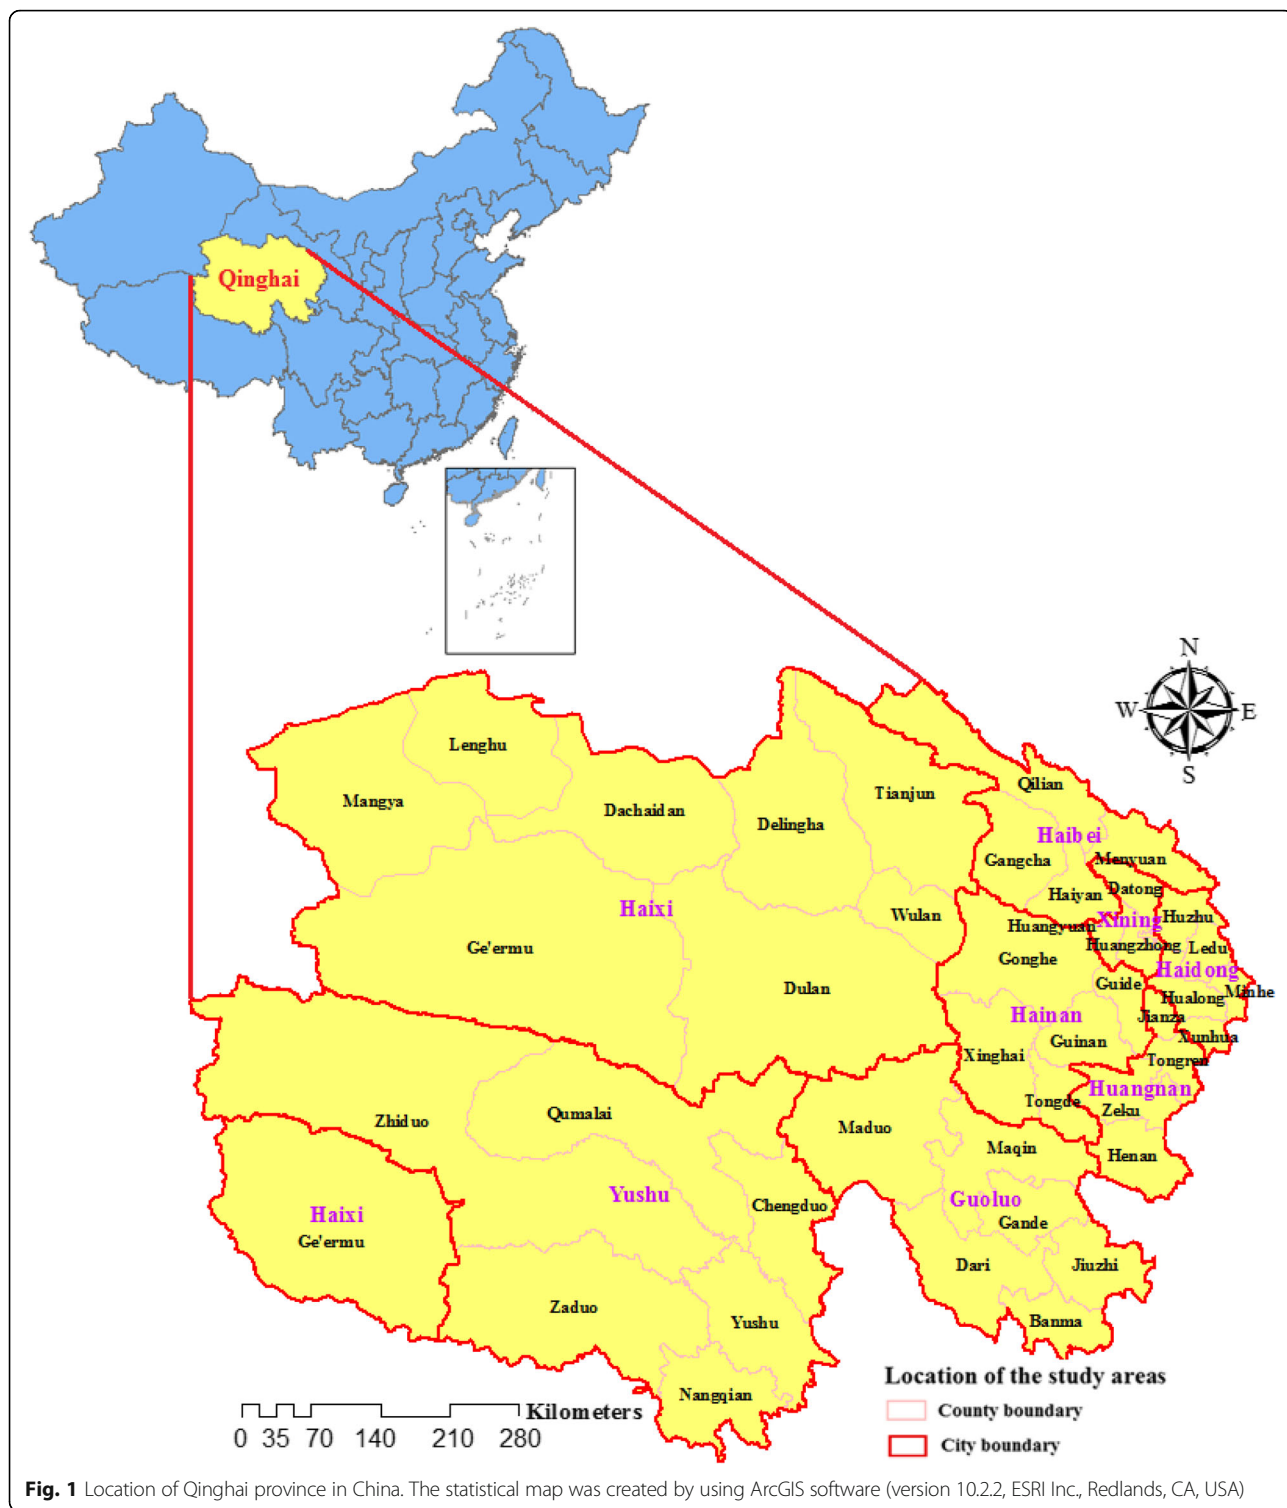 Qinghai
N
W E
S
Lenghu
Mangya
Dachaidan
Delingha
Tianjun
Qilian
Haibei
Gangcha
Menyuan
Datong
Haiyan
Haixi
Wulan
Xining
Huzhu
Huangyuan
Ge'ermu
Huangzhong
Ledu
Gonghe
Haidong
Dulan
Guide
Minhe
Hualong
Hainan
Jianza
Xinghai
Guinan
Xunhua
Tongren
Huangnan
Tongde
Zeku
Zhiduo
Qumalai
Maduo
Maqin
Henan
Yushu
Chengduo
Guoluo
Haixi
Gande
Ge'ermu
Dari
Jiuzhi
Zaduo
Yushu
Banma
Nangqian
Location of the study areas
County boundary
City boundary
Kilometers
0 35 70 140 210 280
Fig. 1 Location of Qinghai province in China. The statistical map was created by using ArcGIS software (version 10.2.2, ESRI Inc., Redlands, CA, USA)